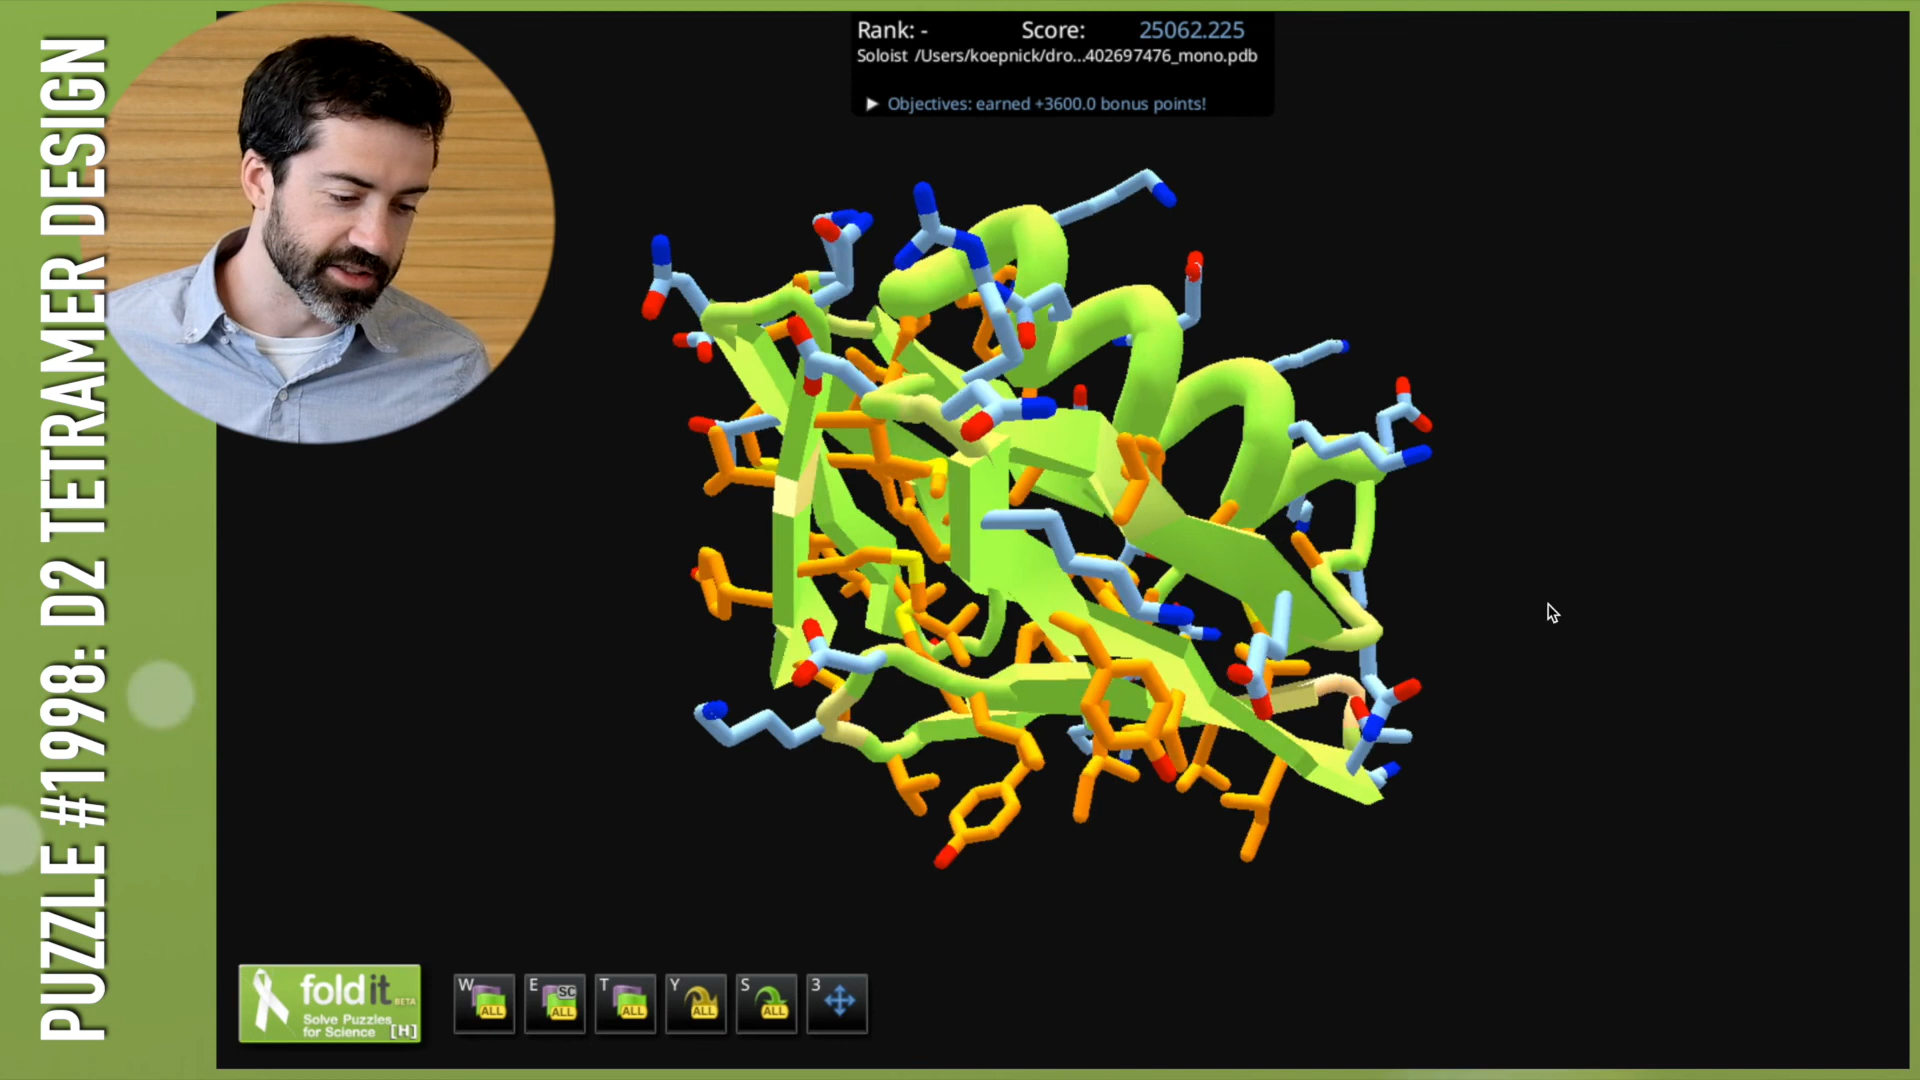 PUZZLE #1998: D2 TETRAMER DESIGN
Rank: - Score: 25062.225
Soloist /Users/koepnick/dro...402697476_mono.pdb
Objectives: earned +3600.0 bonus points!
foldit BETA
Solve Puzzles
for Science [H]
W ALL
E SC ALL
T ALL
Y ALL
S ALL
3